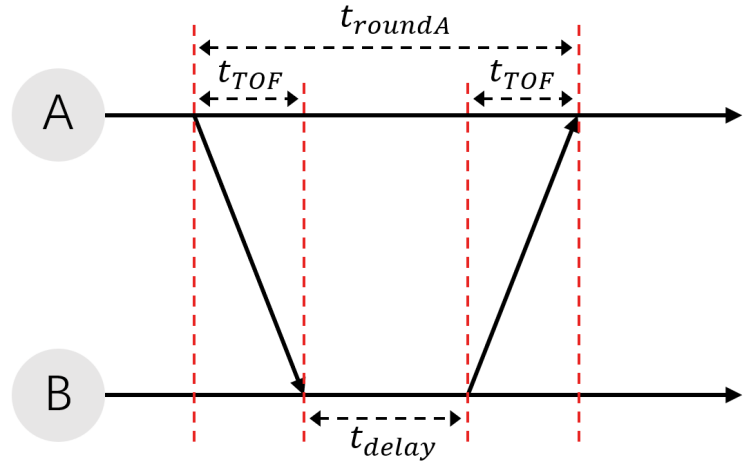 t_roundA
t_TOF t_TOF
A
B
t_delay